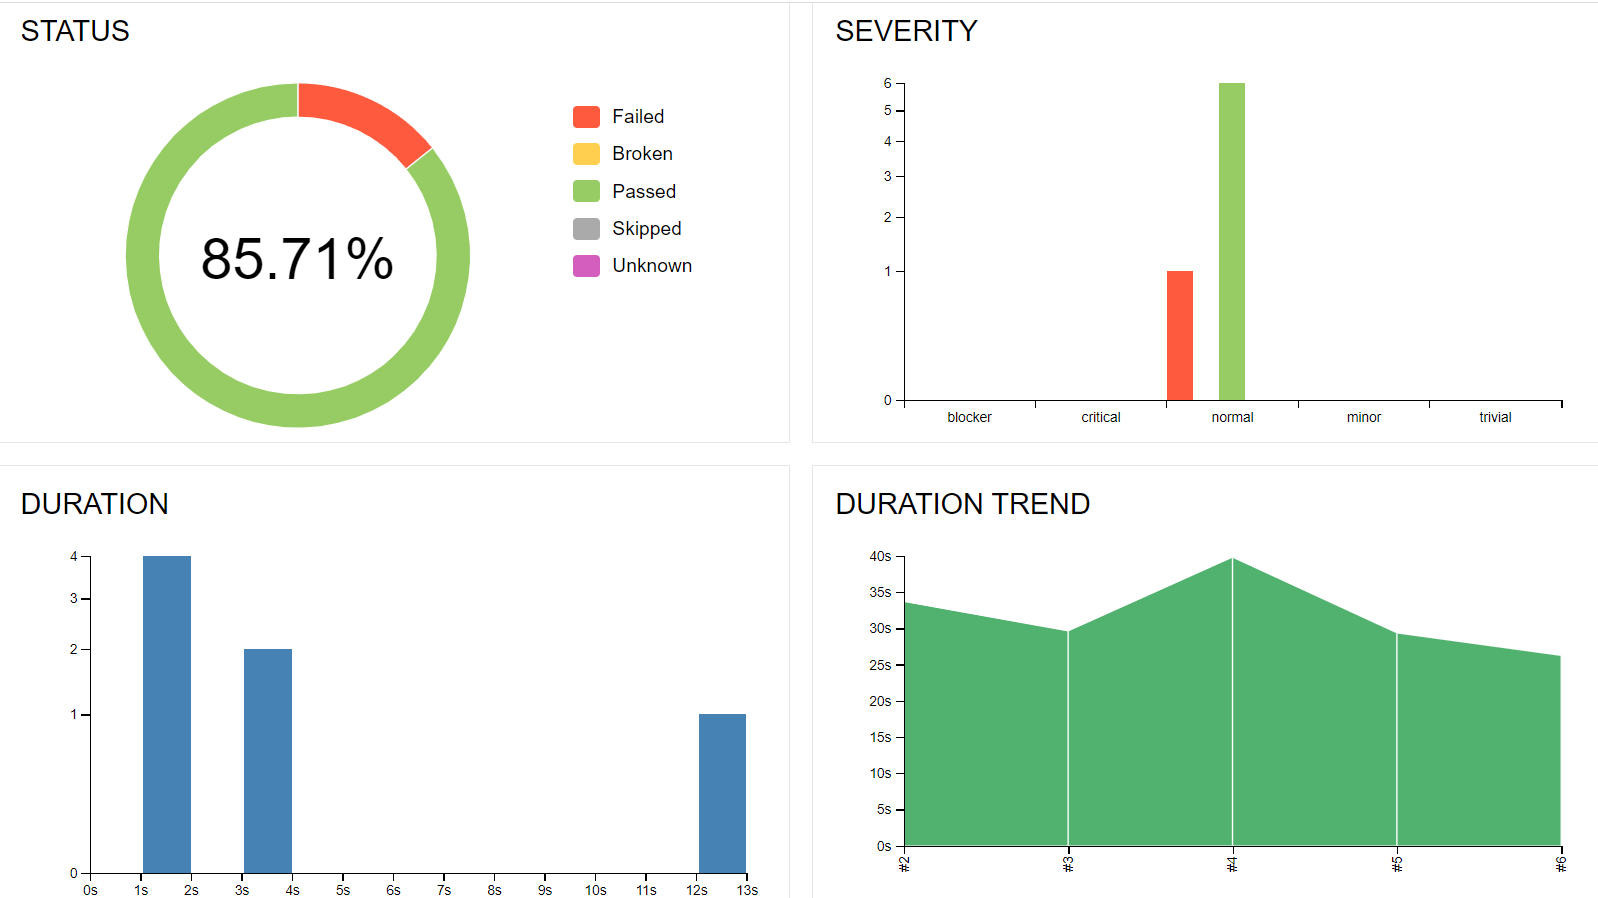 STATUS
85.71%
Failed
Broken
Passed
Skipped
Unknown
SEVERITY
6
5
4
3
2
1
0
blocker critical normal minor trivial
DURATION
4
3
2
1
0
0s 1s 2s 3s 4s 5s 6s 7s 8s 9s 10s 11s 12s 13s
DURATION TREND
40s
35s
30s
25s
20s
15s
10s
5s
0s
#2 #3 #4 #5 #6